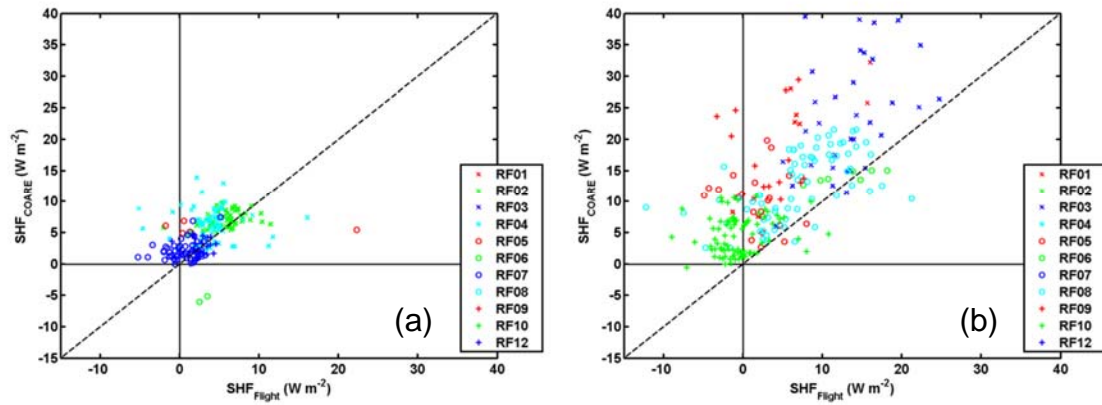 40
35
30
25
20
15
10
5
0
-5
-10
-15
SHF_COARE (W m⁻²)
-10 0 10 20 30 40
SHF_Flight (W m⁻²)
RF01
RF02
RF03
RF04
RF05
RF06
RF07
RF08
RF09
RF10
RF12
(a)
40
35
30
25
20
15
10
5
0
-5
-10
-15
SHF_COARE (W m⁻²)
-10 0 10 20 30 40
SHF_Flight (W m⁻²)
RF01
RF02
RF03
RF04
RF05
RF06
RF07
RF08
RF09
RF10
RF12
(b)